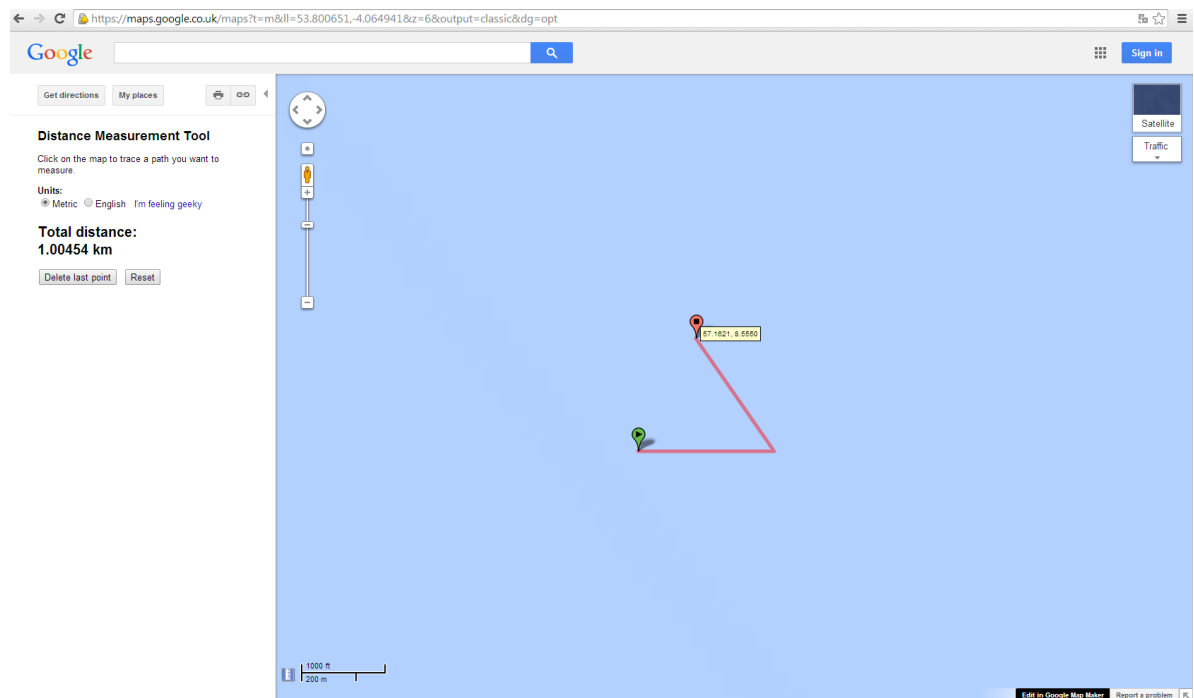 https://maps.google.co.uk/maps?t=m&ll=53.800651,-4.064941&z=6&output=classic&dg=opt
Google
Sign in
Get directions My places
Distance Measurement Tool
Click on the map to trace a path you want to
measure.
Units:
Metric English I'm feeling geeky
Total distance:
1.00454 km
Delete last point Reset
Satellite
Traffic
57.1621, 8.5550
1000 ft
200 m
Edit in Google Map Maker Report a problem